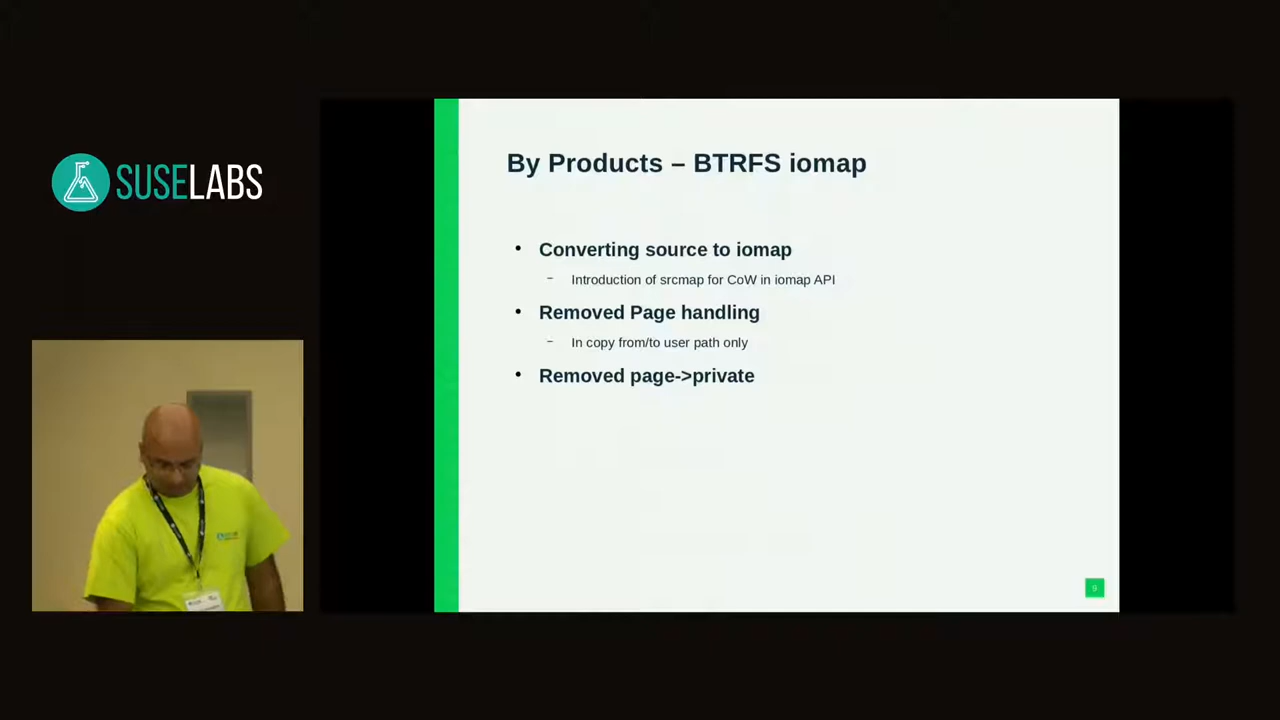 SUSELABS
By Products – BTRFS iomap
• Converting source to iomap
– Introduction of srcmap for CoW in iomap API
• Removed Page handling
– In copy from/to user path only
• Removed page->private
9